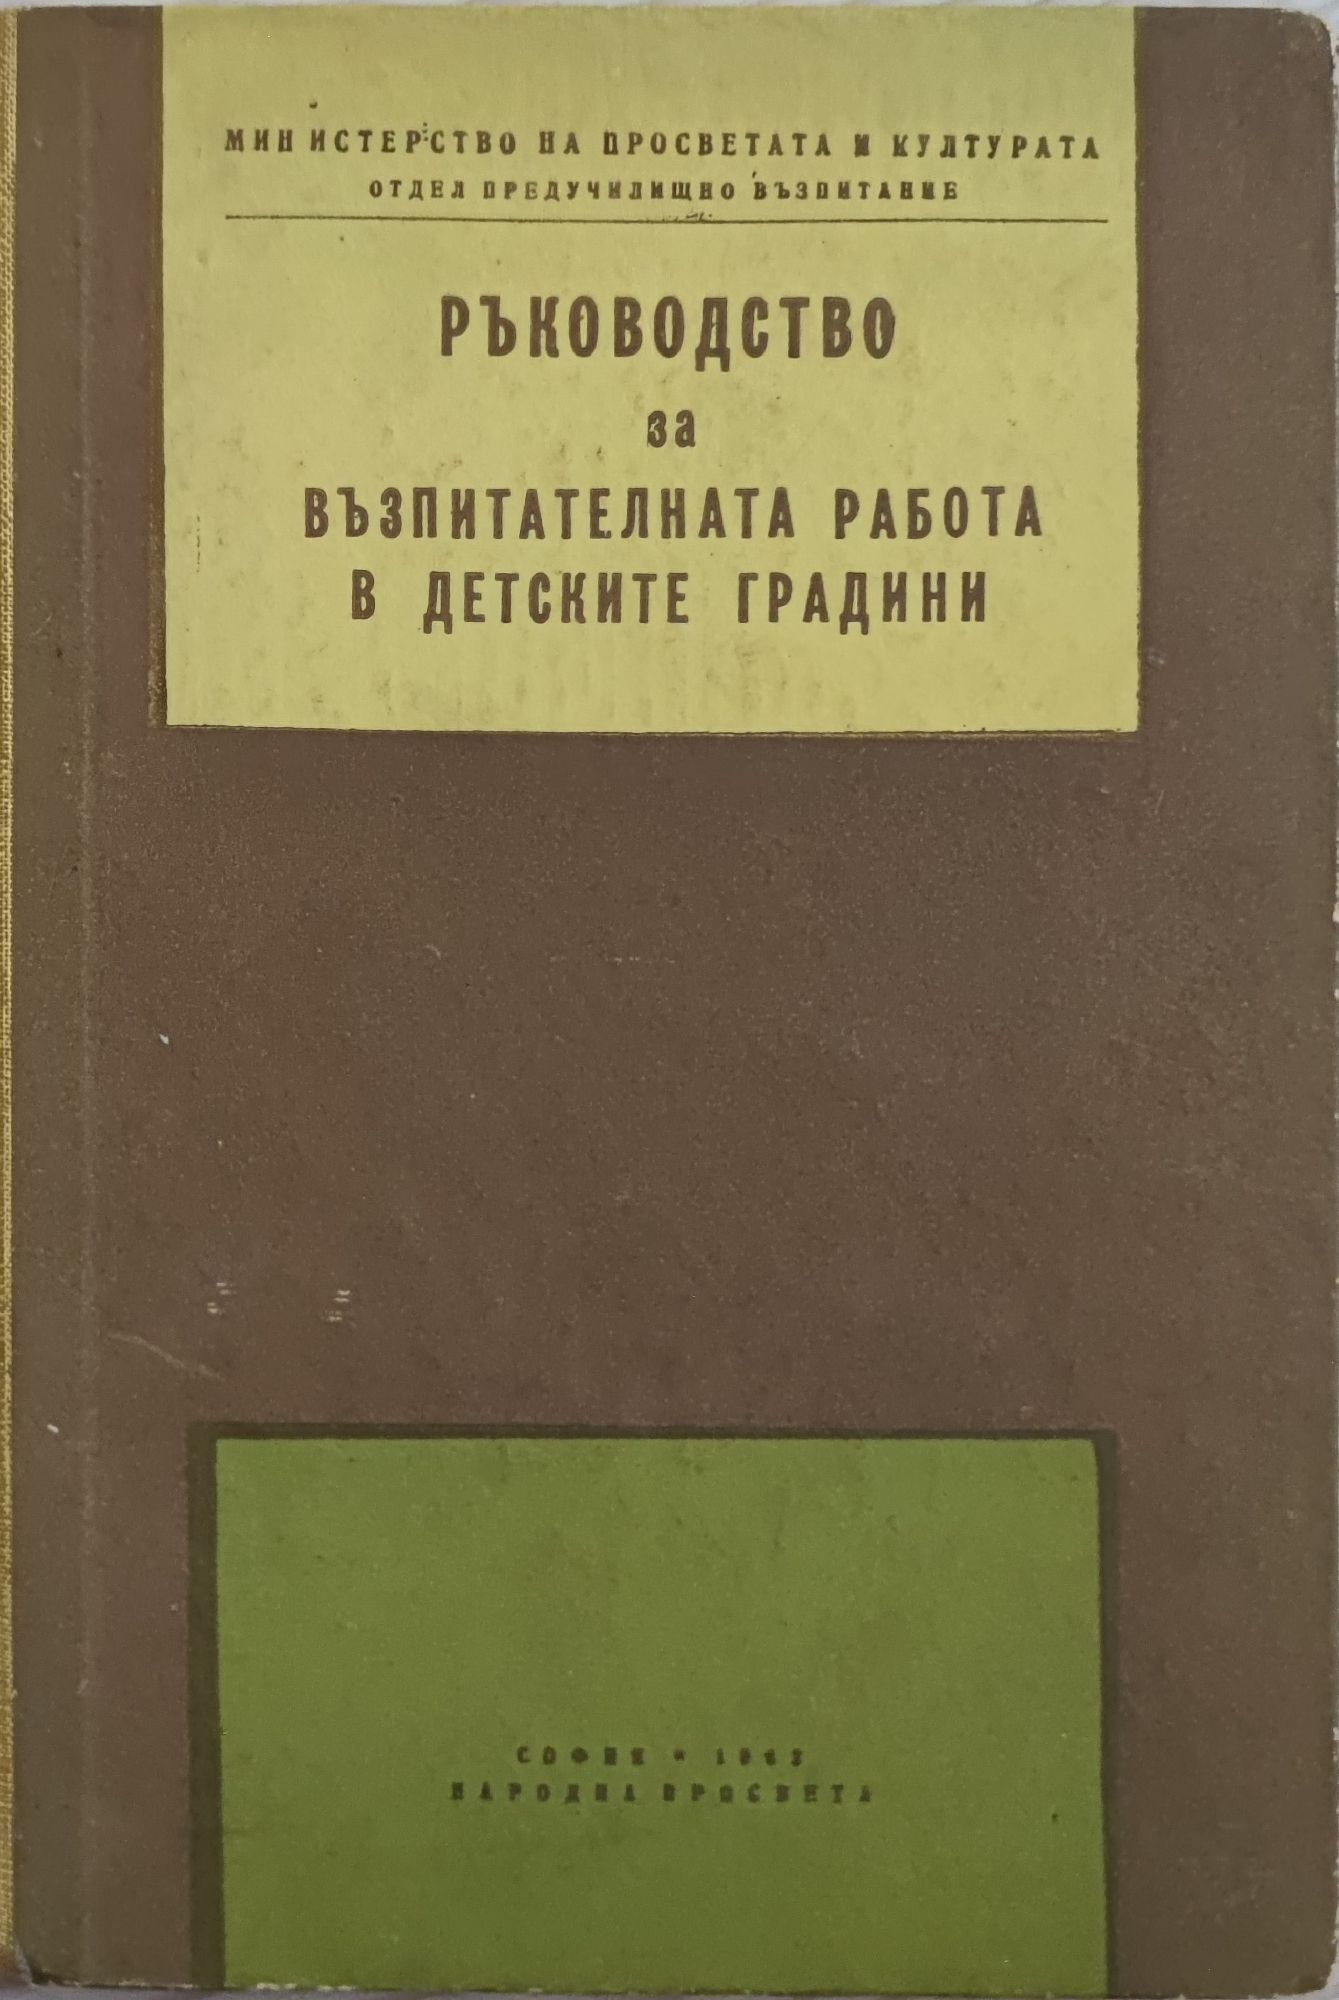 МИНИСТЕРСТВО НА ПРОСВЕТАТА И КУЛТУРАТА
ОТДЕЛ ПРЕДУЧИЛИЩНО ВЪЗПИТАНИЕ
РЪКОВОДСТВО
за
ВЪЗПИТАТЕЛНАТА РАБОТА
В ДЕТСКИТЕ ГРАДИНИ
СОФИЯ •
НАРОДНА ПРОСВЕТА